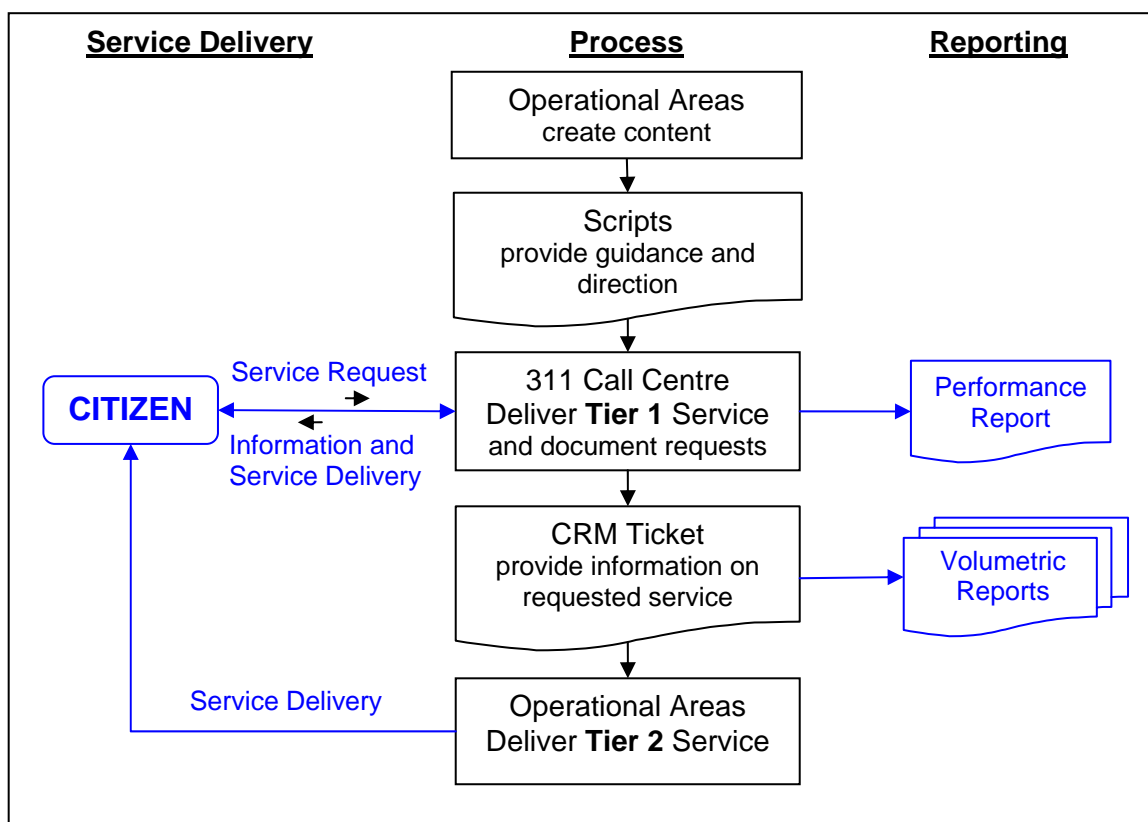 Service Delivery
Process
Reporting
Operational Areas
create content
Scripts
provide guidance and
direction
CITIZEN
Service Request
Information and
Service Delivery
311 Call Centre
Deliver Tier 1 Service
and document requests
Performance
Report
CRM Ticket
provide information on
requested service
Volumetric
Reports
Service Delivery
Operational Areas
Deliver Tier 2 Service